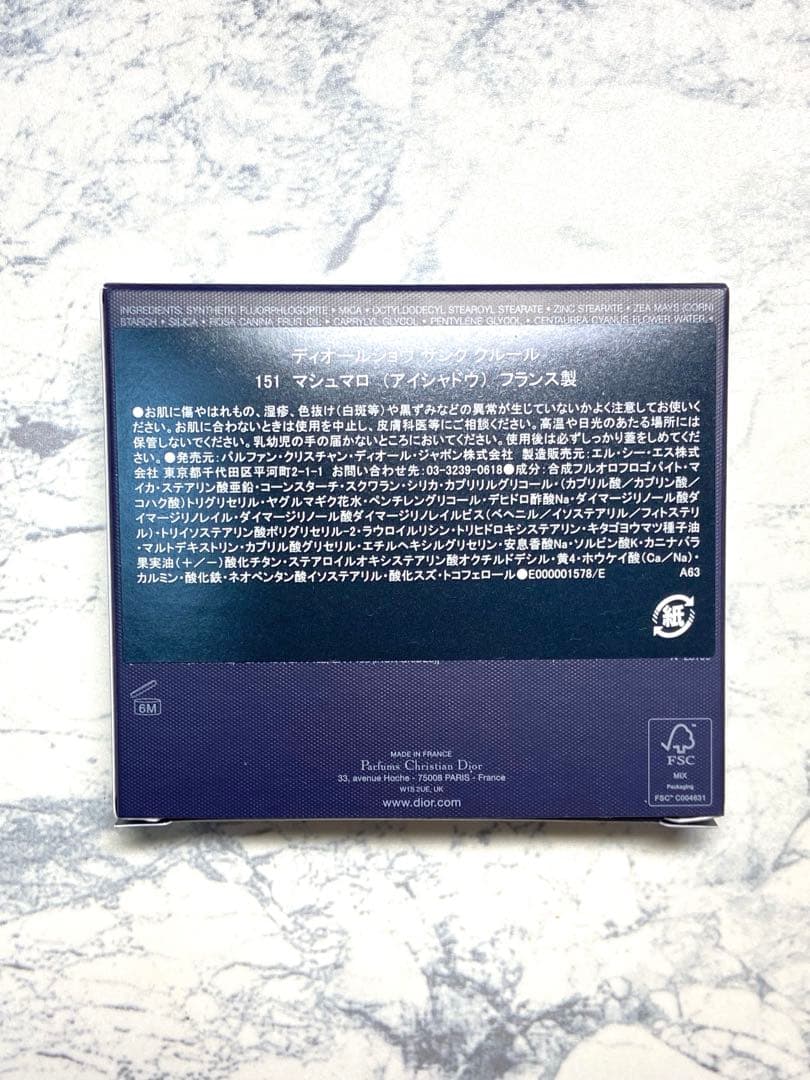 INGREDIENTS: SYNTHETIC FLUORPHLOGOPITE • MICA • OCTYLDODECYL STEAROYL STEARATE • ZINC STEARATE • ZEA MAYS (CORN)
STARCH • SILICA • ROSA CANINA FRUIT OIL • CAPRYLYL GLYCOL • PENTYLENE GLYCOL • CENTAUREA CYANUS FLOWER WATER •
ディオールショウ サンク クルール
151 マシュマロ （アイシャドウ） フランス製
●お肌に傷やはれもの、湿疹、色抜け(白斑等)や黒ずみなどの異常が生じていないかよく注意してお使いく
ださい。お肌に合わないときは使用を中止し、皮膚科医等にご相談ください。高温や日光のあたる場所には
保管しないでください。乳幼児の手の届かないところにおいてください。使用後は必ずしっかり蓋をしめてくだ
さい。●発売元：パルファン・クリスチャン・ディオール・ジャポン株式会社 製造販売元：エル・シー・エス株式
会社 東京都千代田区平河町2-1-1 お問い合わせ先：03-3239-0618●成分：合成フルオロフロゴパイト・マ
イカ・ステアリン酸亜鉛・コーンスターチ・スクワラン・シリカ・カプリリルグリコール・(カプリル酸／カプリン酸／
コハク酸)トリグリセリル・ヤグルマギク花水・ペンチレングリコール・デヒドロ酢酸Na・ダイマージリノール酸ダ
イマージリノレイル・ダイマージリノール酸ダイマージリノレイルビス(ベヘニル／イソステアリル／フィトステリ
ル)・トリイソステアリン酸ポリグリセリル-2・ラウロイルリシン・トリヒドロキシステアリン・キタゴヨウマツ種子油
・マルトデキストリン・カプリル酸グリセリル・エチルヘキシルグリセリン・安息香酸Na・ソルビン酸K・カニナバラ
果実油（＋／－）酸化チタン・ステアロイルオキシステアリン酸オクチルドデシル・黄4・ホウケイ酸(Ca／Na)・
カルミン・酸化鉄・ネオペンタン酸イソステアリル・酸化スズ・トコフェロール●E000001578/E A63
紙
6M
MADE IN FRANCE
Parfums Christian Dior
33, avenue Hoche - 75008 PARIS - France
W1S 2UE, UK
www.dior.com
FSC
MIX
Packaging
FSC™ C004631